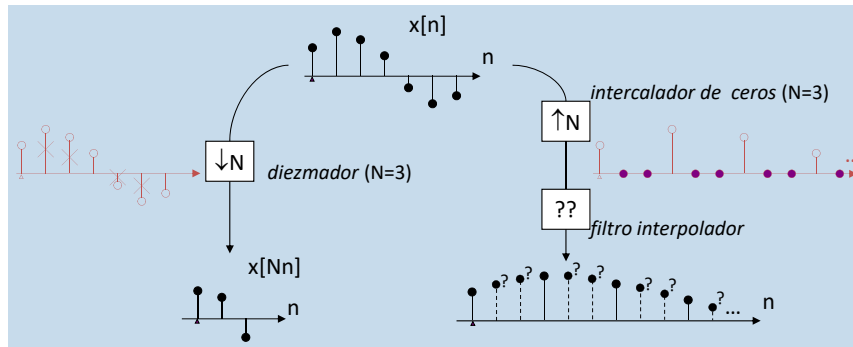 x[n]
n
intercalador de ceros (N=3)
↑N
↓N
diezmador (N=3)
...
??
filtro interpolador
x[Nn]
n
? ? ? ? ? ? ?...
n